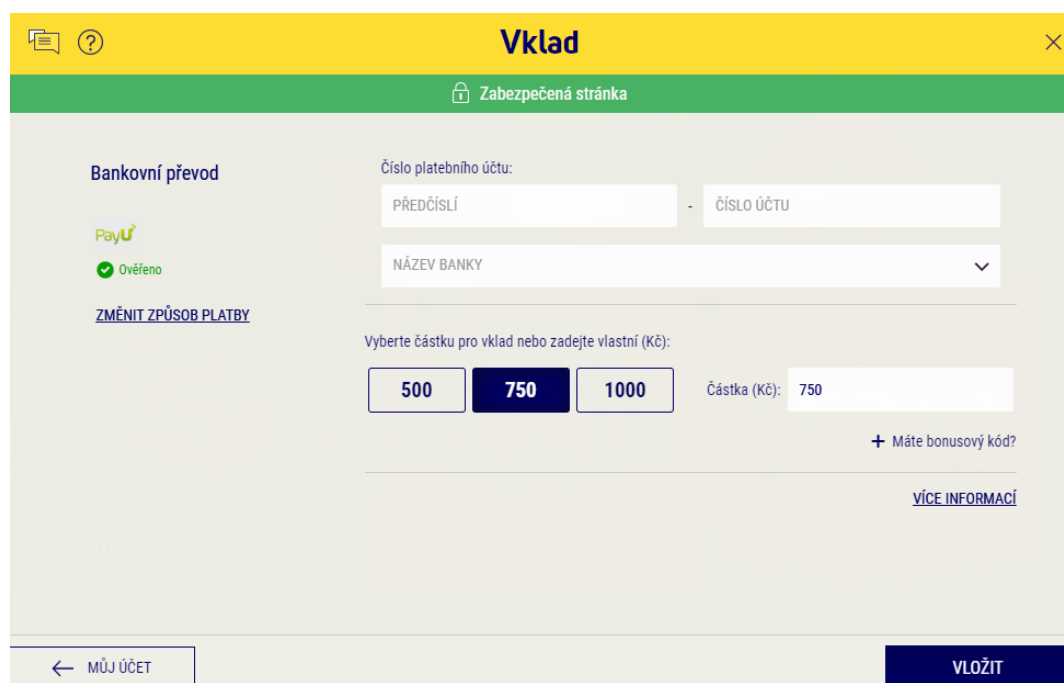 Vklad
Zabezpečená stránka
Bankovní převod
PayU
Ověřeno
ZMĚNIT ZPŮSOB PLATBY
Číslo platebního účtu:
PŘEDČÍSLÍ - ČÍSLO ÚČTU
NÁZEV BANKY
Vyberte částku pro vklad nebo zadejte vlastní (Kč):
500 750 1000 Částka (Kč): 750
+ Máte bonusový kód?
VÍCE INFORMACÍ
MŮJ ÚČET
VLOŽIT